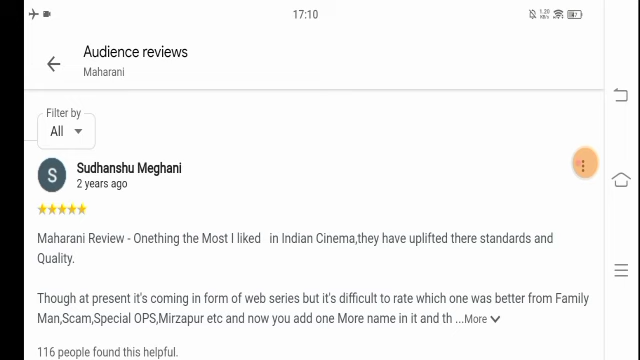 17:10
1.20
KB/s
Audience reviews
Maharani
Filter by
All
S
Sudhanshu Meghani
2 years ago
Maharani Review - Onething the Most I liked in Indian Cinema,they have uplifted there standards and
Quality.
Though at present it's coming in form of web series but it's difficult to rate which one was better from Family
Man,Scam,Special OPS,Mirzapur etc and now you add one More name in it and th ...More
116 people found this helpful.